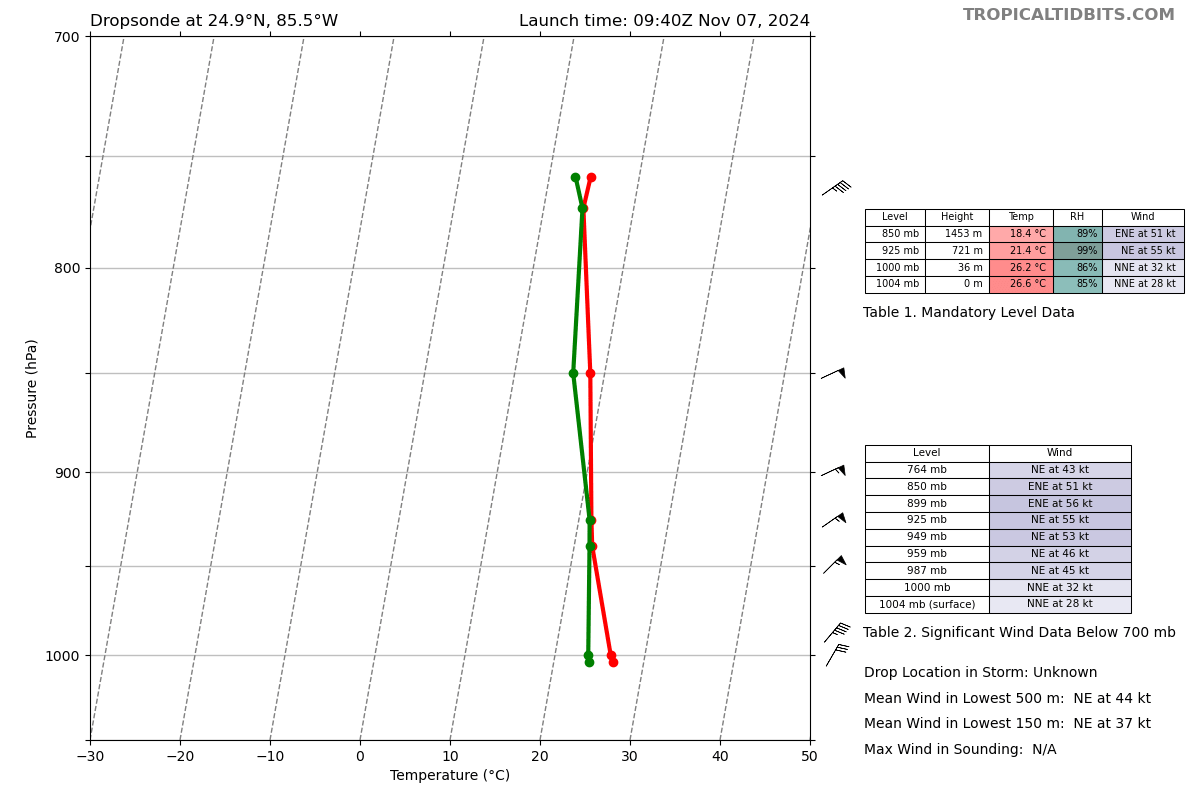 Dropsonde at 24.9°N, 85.5°W
Launch time: 09:40Z Nov 07, 2024
TROPICALTIDBITS.COM
700
800
900
1000
Pressure (hPa)
−30 −20 −10 0 10 20 30 40 50
Temperature (°C)
Level Height Temp RH Wind
850 mb 1453 m 18.4 °C 89% ENE at 51 kt
925 mb 721 m 21.4 °C 99% NE at 55 kt
1000 mb 36 m 26.2 °C 86% NNE at 32 kt
1004 mb 0 m 26.6 °C 85% NNE at 28 kt
Table 1. Mandatory Level Data
Level Wind
764 mb NE at 43 kt
850 mb ENE at 51 kt
899 mb ENE at 56 kt
925 mb NE at 55 kt
949 mb NE at 53 kt
959 mb NE at 46 kt
987 mb NE at 45 kt
1000 mb NNE at 32 kt
1004 mb (surface) NNE at 28 kt
Table 2. Significant Wind Data Below 700 mb
Drop Location in Storm: Unknown
Mean Wind in Lowest 500 m: NE at 44 kt
Mean Wind in Lowest 150 m: NE at 37 kt
Max Wind in Sounding: N/A